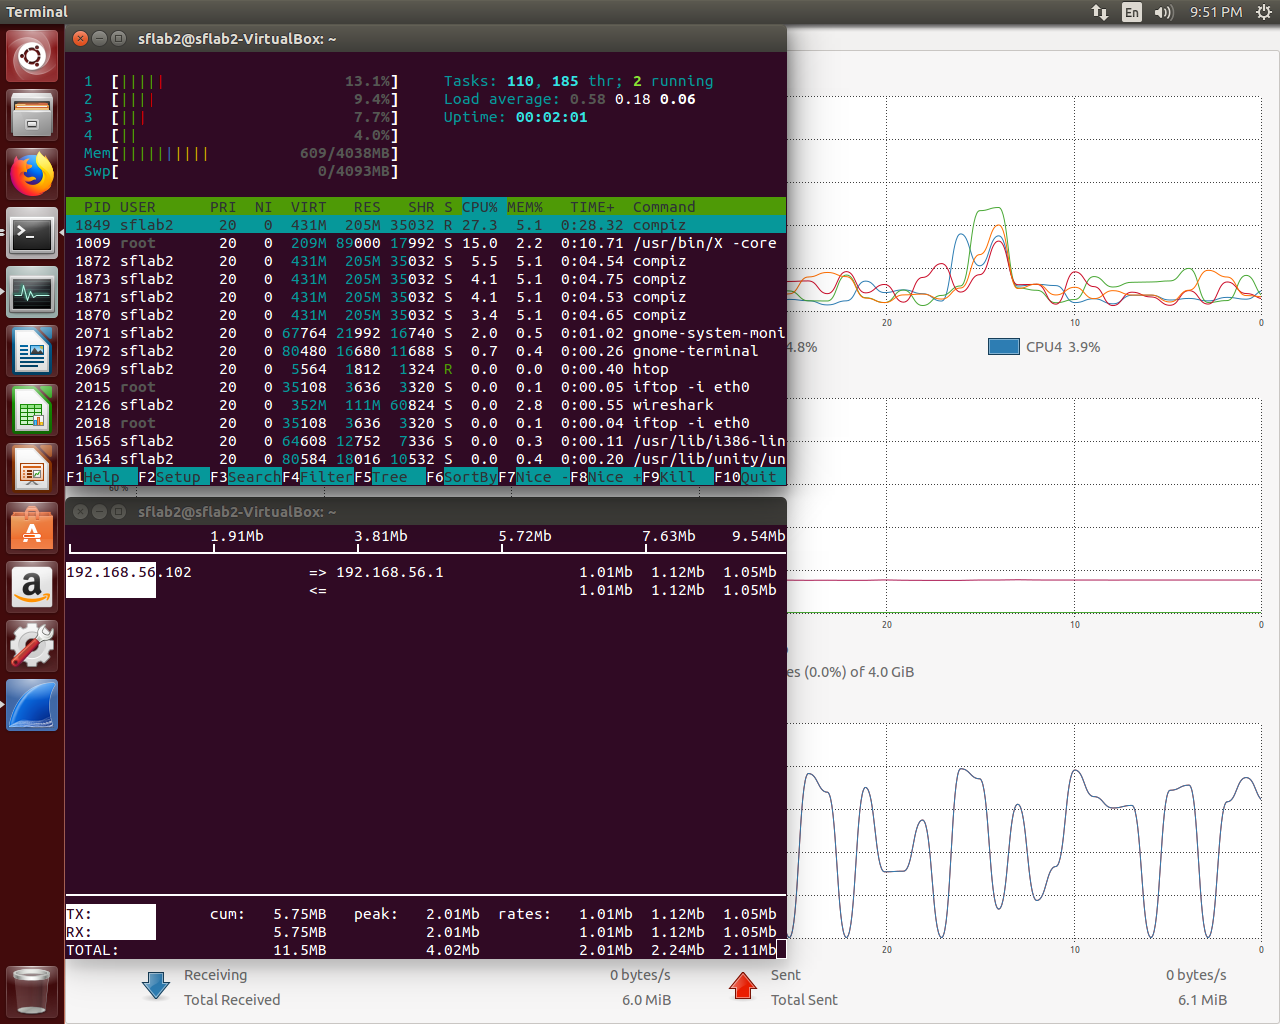 Terminal
En
9:51 PM
sflab2@sflab2-VirtualBox: ~
1 [||||| 13.1%] Tasks: 110, 185 thr; 2 running
2 [|||| 9.4%] Load average: 0.58 0.18 0.06
3 [||| 7.7%] Uptime: 00:02:01
4 [|| 4.0%]
Mem[|||||||||| 609/4038MB]
Swp[ 0/4093MB]
PID USER PRI NI VIRT RES SHR S CPU% MEM% TIME+ Command
1849 sflab2 20 0 431M 205M 35032 R 27.3 5.1 0:28.32 compiz
1009 root 20 0 209M 89000 17992 S 15.0 2.2 0:10.71 /usr/bin/X -core
1872 sflab2 20 0 431M 205M 35032 S 5.5 5.1 0:04.54 compiz
1873 sflab2 20 0 431M 205M 35032 S 4.1 5.1 0:04.75 compiz
1871 sflab2 20 0 431M 205M 35032 S 4.1 5.1 0:04.53 compiz
1870 sflab2 20 0 431M 205M 35032 S 3.4 5.1 0:04.65 compiz
2071 sflab2 20 0 67764 21992 16740 S 2.0 0.5 0:01.02 gnome-system-moni
1972 sflab2 20 0 80480 16680 11688 S 0.7 0.4 0:00.26 gnome-terminal
2069 sflab2 20 0 5564 1812 1324 R 0.0 0.0 0:00.40 htop
2015 root 20 0 35108 3636 3320 S 0.0 0.1 0:00.05 iftop -i eth0
2126 sflab2 20 0 352M 111M 60824 S 0.0 2.8 0:00.55 wireshark
2018 root 20 0 35108 3636 3320 S 0.0 0.1 0:00.04 iftop -i eth0
1565 sflab2 20 0 64608 12752 7336 S 0.0 0.3 0:00.11 /usr/lib/i386-lin
1634 sflab2 20 0 80584 18016 10532 S 0.0 0.4 0:00.20 /usr/lib/unity/un
F1Help F2Setup F3SearchF4FilterF5Tree F6SortByF7Nice -F8Nice +F9Kill F10Quit
20 10 0
4.8% CPU4 3.9%
60 %
sflab2@sflab2-VirtualBox: ~
1.91Mb 3.81Mb 5.72Mb 7.63Mb 9.54Mb
192.168.56.102 => 192.168.56.1 1.01Mb 1.12Mb 1.05Mb
<= 1.01Mb 1.12Mb 1.05Mb
20 10 0
es (0.0%) of 4.0 GiB
TX: cum: 5.75MB peak: 2.01Mb rates: 1.01Mb 1.12Mb 1.05Mb
RX: 5.75MB 2.01Mb 1.01Mb 1.12Mb 1.05Mb
TOTAL: 11.5MB 4.02Mb 2.01Mb 2.24Mb 2.11Mb
20 10 0
Receiving 0 bytes/s Sent 0 bytes/s
Total Received 6.0 MiB Total Sent 6.1 MiB